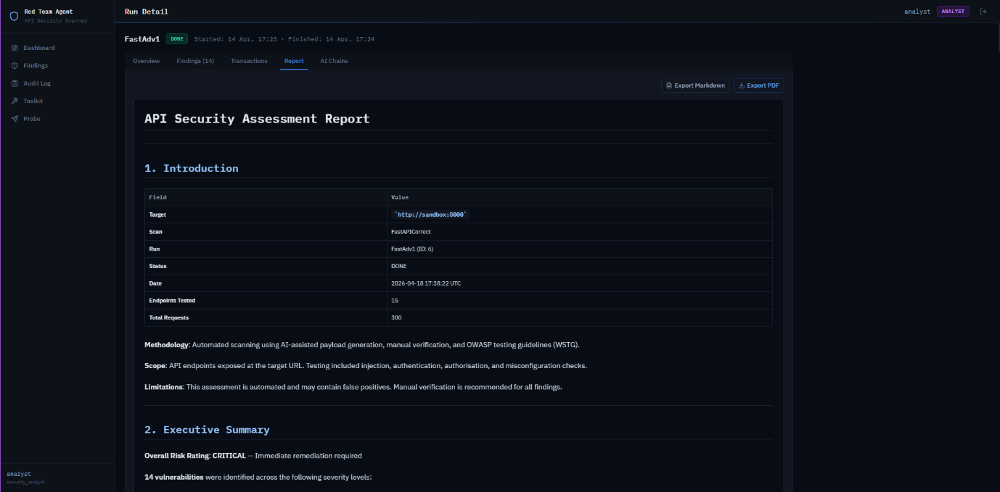 Red Team Agent
API Security Scanner
Run Detail
analyst
ANALYST
Dashboard
Findings
Audit Log
Toolkit
Probe
FastAdv1
DONE
Started: 14 Apr, 17:23 • Finished: 14 Apr, 17:24
Overview
Findings (14)
Transactions
Report
AI Chains
Export Markdown
Export PDF
API Security Assessment Report
1. Introduction
Field Value
Target `http://sandbox:8000`
Scan FastAPICorrect
Run FastAdv1 (ID: 6)
Status DONE
Date 2026-04-18 17:38:22 UTC
Endpoints Tested 15
Total Requests 300
Methodology: Automated scanning using AI-assisted payload generation, manual verification, and OWASP testing guidelines (WSTG).
Scope: API endpoints exposed at the target URL. Testing included injection, authentication, authorisation, and misconfiguration checks.
Limitations: This assessment is automated and may contain false positives. Manual verification is recommended for all findings.
2. Executive Summary
Overall Risk Rating: CRITICAL — Immediate remediation required
14 vulnerabilities were identified across the following severity levels:
analyst
security_analyst